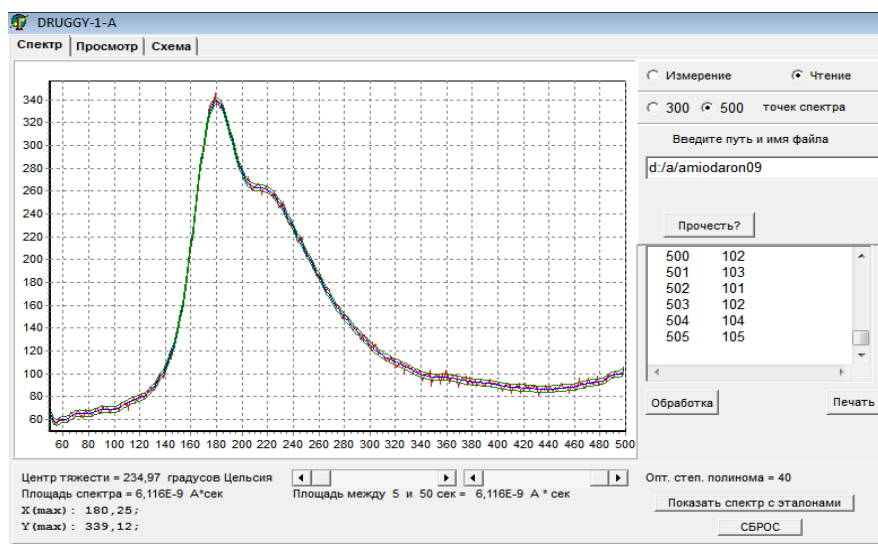 DRUGGY-1-A
Спектр Просмотр Схема
340
320
300
280
260
240
220
200
180
160
140
120
100
80
60
60 80 100 120 140 160 180 200 220 240 260 280 300 320 340 360 380 400 420 440 460 480 500
Измерение Чтение
300 500 точек спектра
Введите путь и имя файла
d:/a/amiodaron09
Прочесть?
500 102
501 103
502 101
503 102
504 104
505 105
Обработка Печать
Центр тяжести = 234,97 градусов Цельсия
Площадь спектра = 6,116E-9 А*сек
Площадь между 5 и 50 сек = 6,116E-9 А * сек
X(max) : 180,25;
Y(max) : 339,12;
Опт. степ. полинома = 40
Показать спектр с эталонами
СБРОС